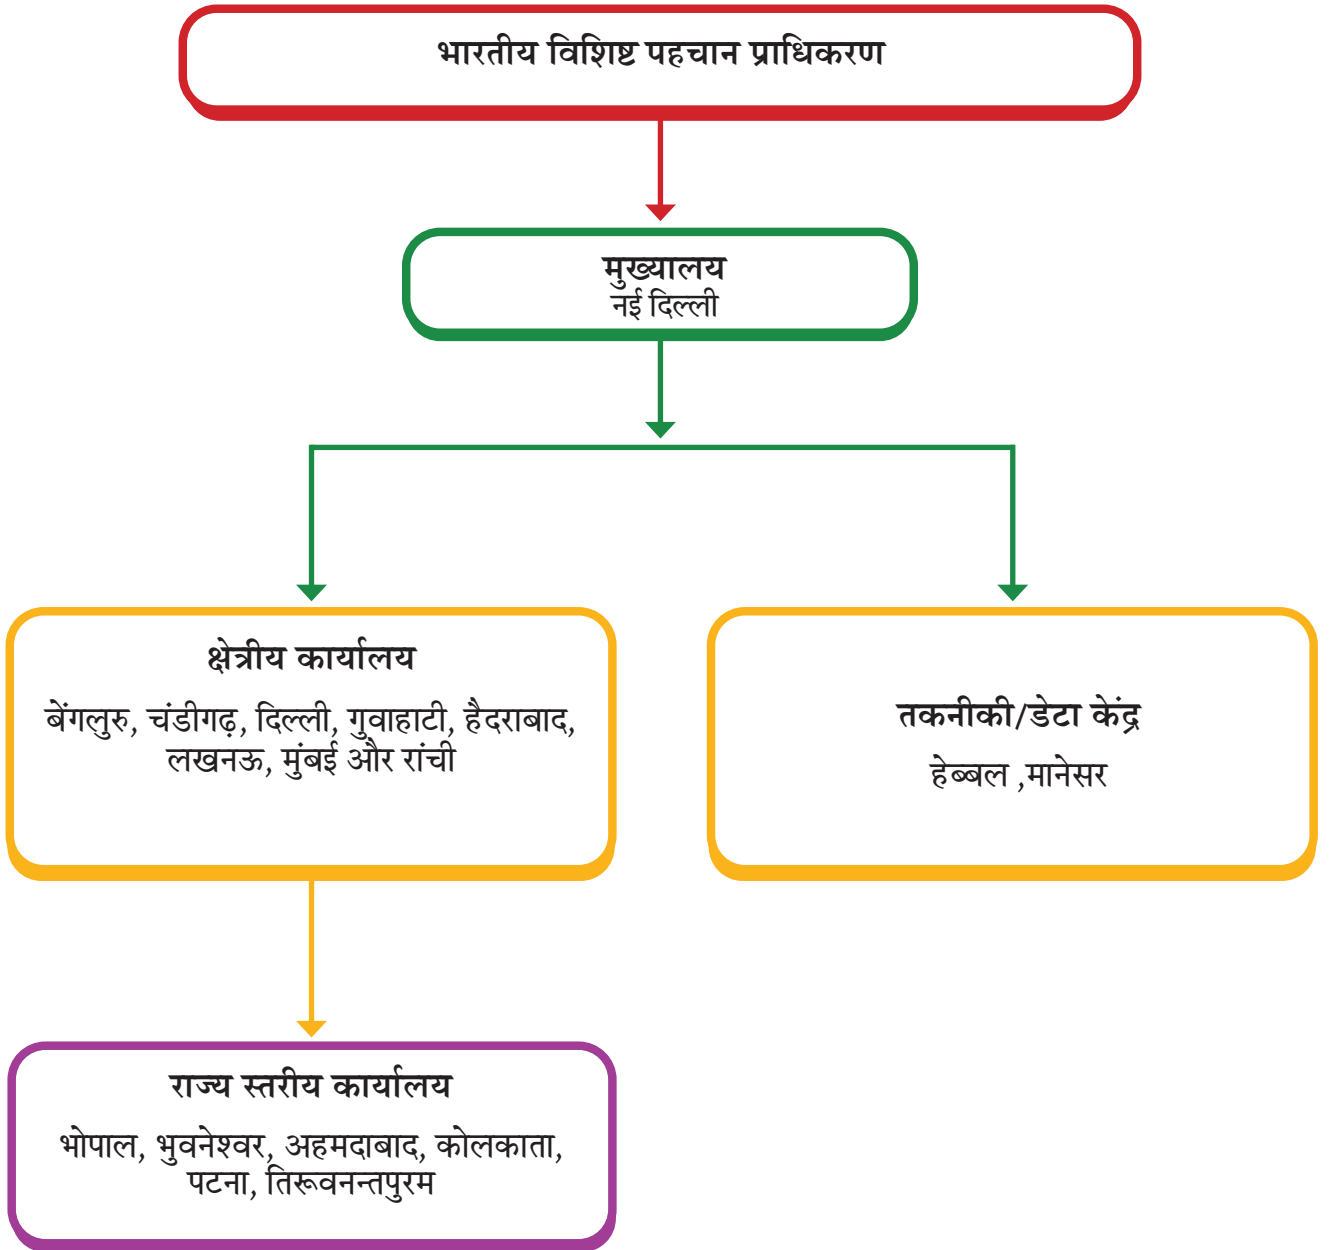 भारतीय विशिष्ट पहचान प्राधिकरण
मुख्यालय
नई दिल्ली
क्षेत्रीय कार्यालय
बेंगलुरु, चंडीगढ़, दिल्ली, गुवाहाटी, हैदराबाद,
लखनऊ, मुंबई और रांची
तकनीकी/डेटा केंद्र
हेब्बल ,मानेसर
राज्य स्तरीय कार्यालय
भोपाल, भुवनेश्वर, अहमदाबाद, कोलकाता,
पटना, तिरूवनन्तपुरम